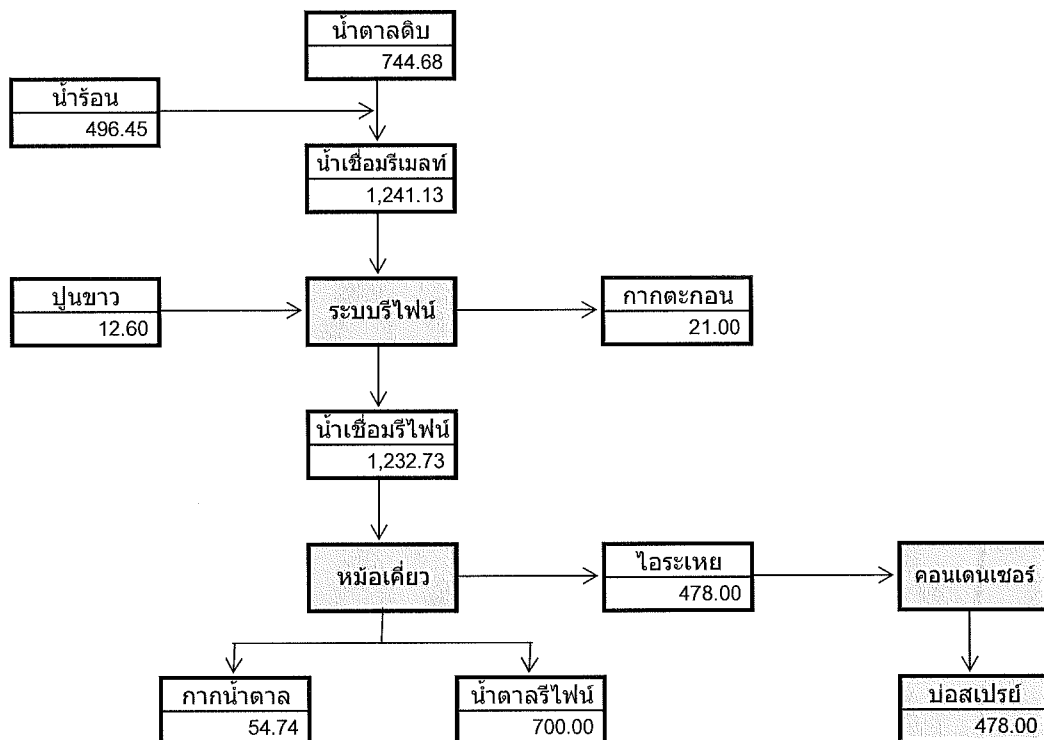 น้ำตาลดิบ
744.68
น้ำร้อน
496.45
น้ำเชื่อมรีเมลท์
1,241.13
ปูนขาว
12.60
ระบบรีไฟน์
กากตะกอน
21.00
น้ำเชื่อมรีไฟน์
1,232.73
หม้อเคี่ยว
ไอระเหย
478.00
คอนเดนเซอร์
กากน้ำตาล
54.74
น้ำตาลรีไฟน์
700.00
บ่อสเปรย์
478.00